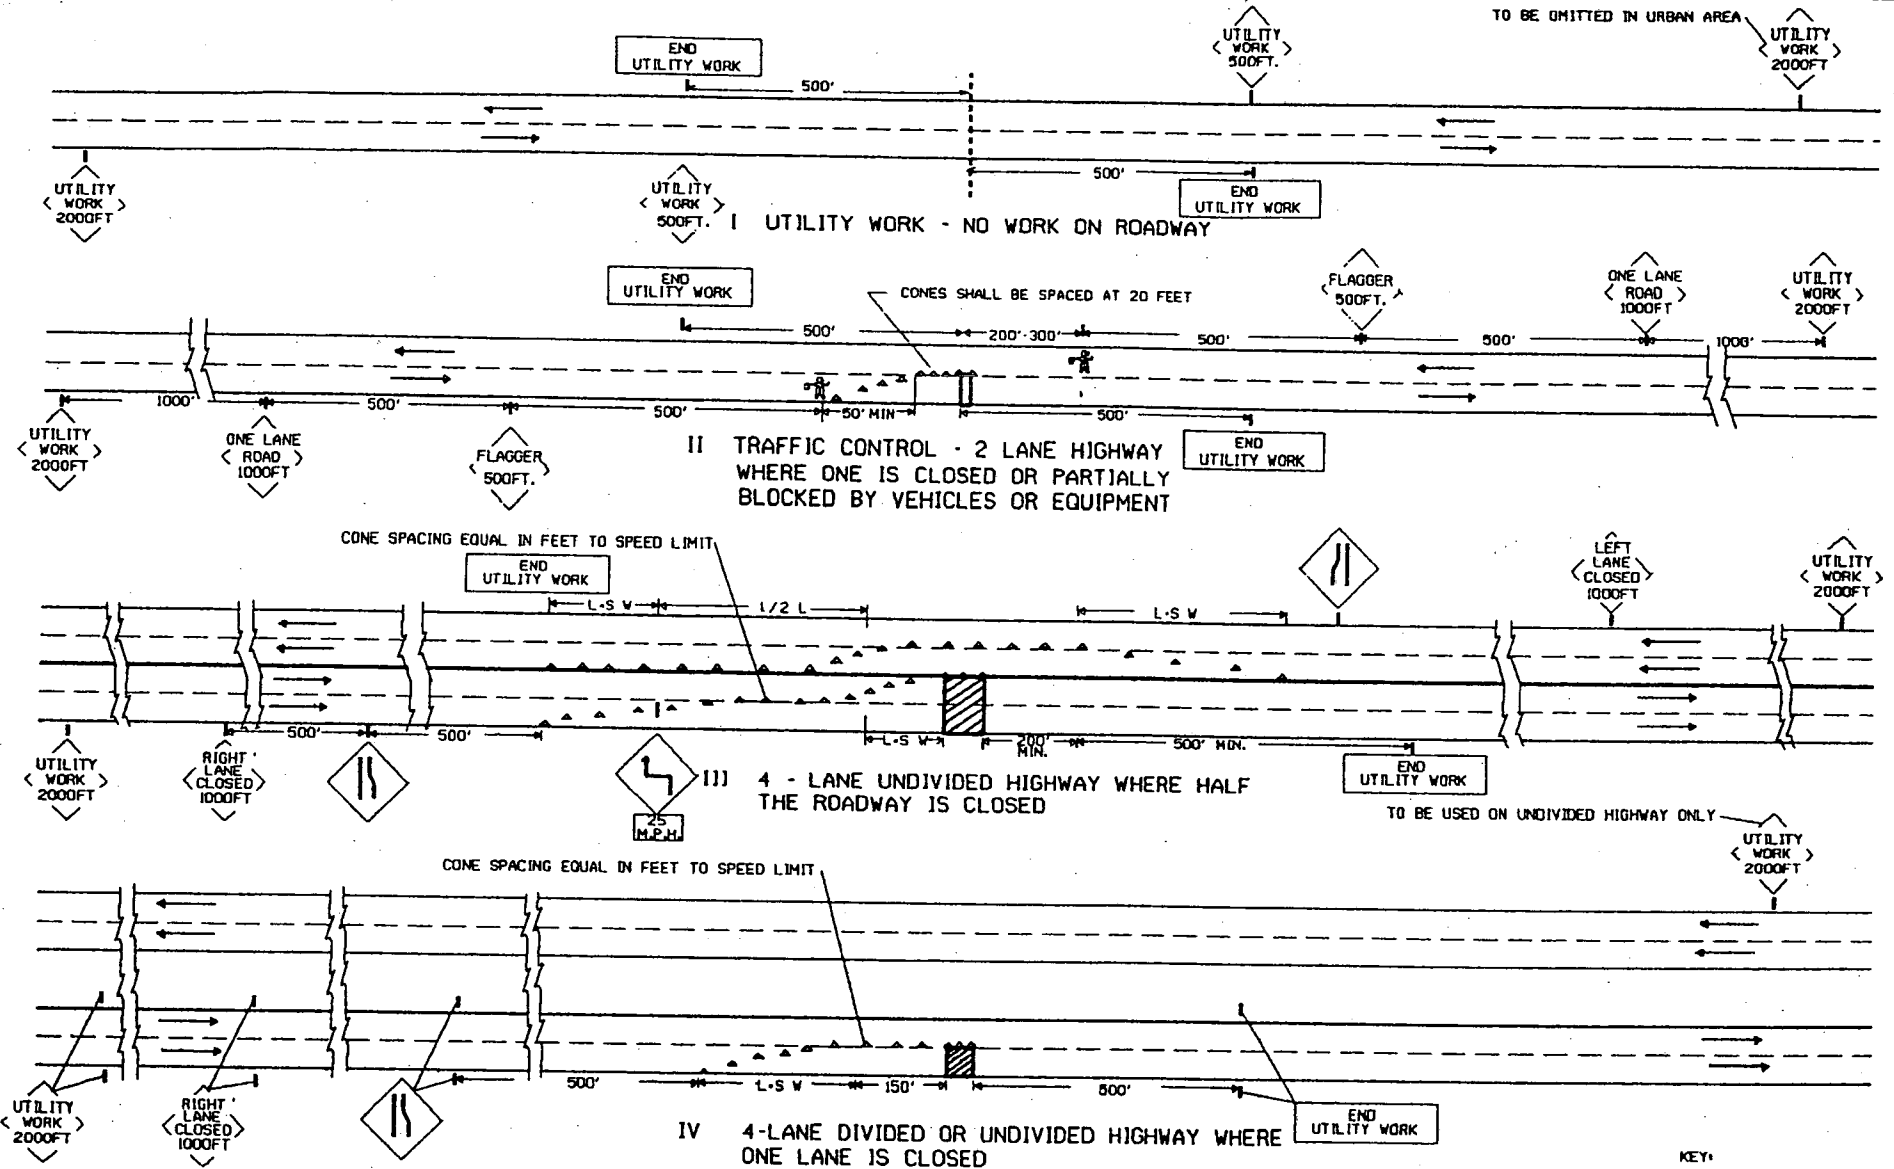 TO BE OMITTED IN URBAN AREA
UTILITY
WORK
500FT.
UTILITY
WORK
2000FT
END
UTILITY WORK
500'
500'
UTILITY
WORK
2000FT
UTILITY
WORK
500FT.
END
UTILITY WORK
I UTILITY WORK - NO WORK ON ROADWAY
END
UTILITY WORK
CONES SHALL BE SPACED AT 20 FEET
FLAGGER
500FT.
ONE LANE
ROAD
1000FT
UTILITY
WORK
2000FT
500'
200'-300'
500'
500'
1000'
1000'
500'
500'
50' MIN
500'
UTILITY
WORK
2000FT
ONE LANE
ROAD
1000FT
FLAGGER
500FT.
END
UTILITY WORK
II TRAFFIC CONTROL - 2 LANE HIGHWAY
WHERE ONE IS CLOSED OR PARTIALLY
BLOCKED BY VEHICLES OR EQUIPMENT
CONE SPACING EQUAL IN FEET TO SPEED LIMIT
END
UTILITY WORK
LEFT
LANE
CLOSED
1000FT
UTILITY
WORK
2000FT
L-S W
1/2 L
L-S W
500'
500'
L-S W
200'
MIN.
500' MIN.
UTILITY
WORK
2000FT
RIGHT
LANE
CLOSED
1000FT
25
M.P.H.
END
UTILITY WORK
III 4 - LANE UNDIVIDED HIGHWAY WHERE HALF
THE ROADWAY IS CLOSED
TO BE USED ON UNDIVIDED HIGHWAY ONLY
UTILITY
WORK
2000FT
CONE SPACING EQUAL IN FEET TO SPEED LIMIT
500'
L-S W
150'
UTILITY
WORK
2000FT
RIGHT
LANE
CLOSED
1000FT
END
UTILITY WORK
IV 4-LANE DIVIDED OR UNDIVIDED HIGHWAY WHERE
ONE LANE IS CLOSED
KEY: